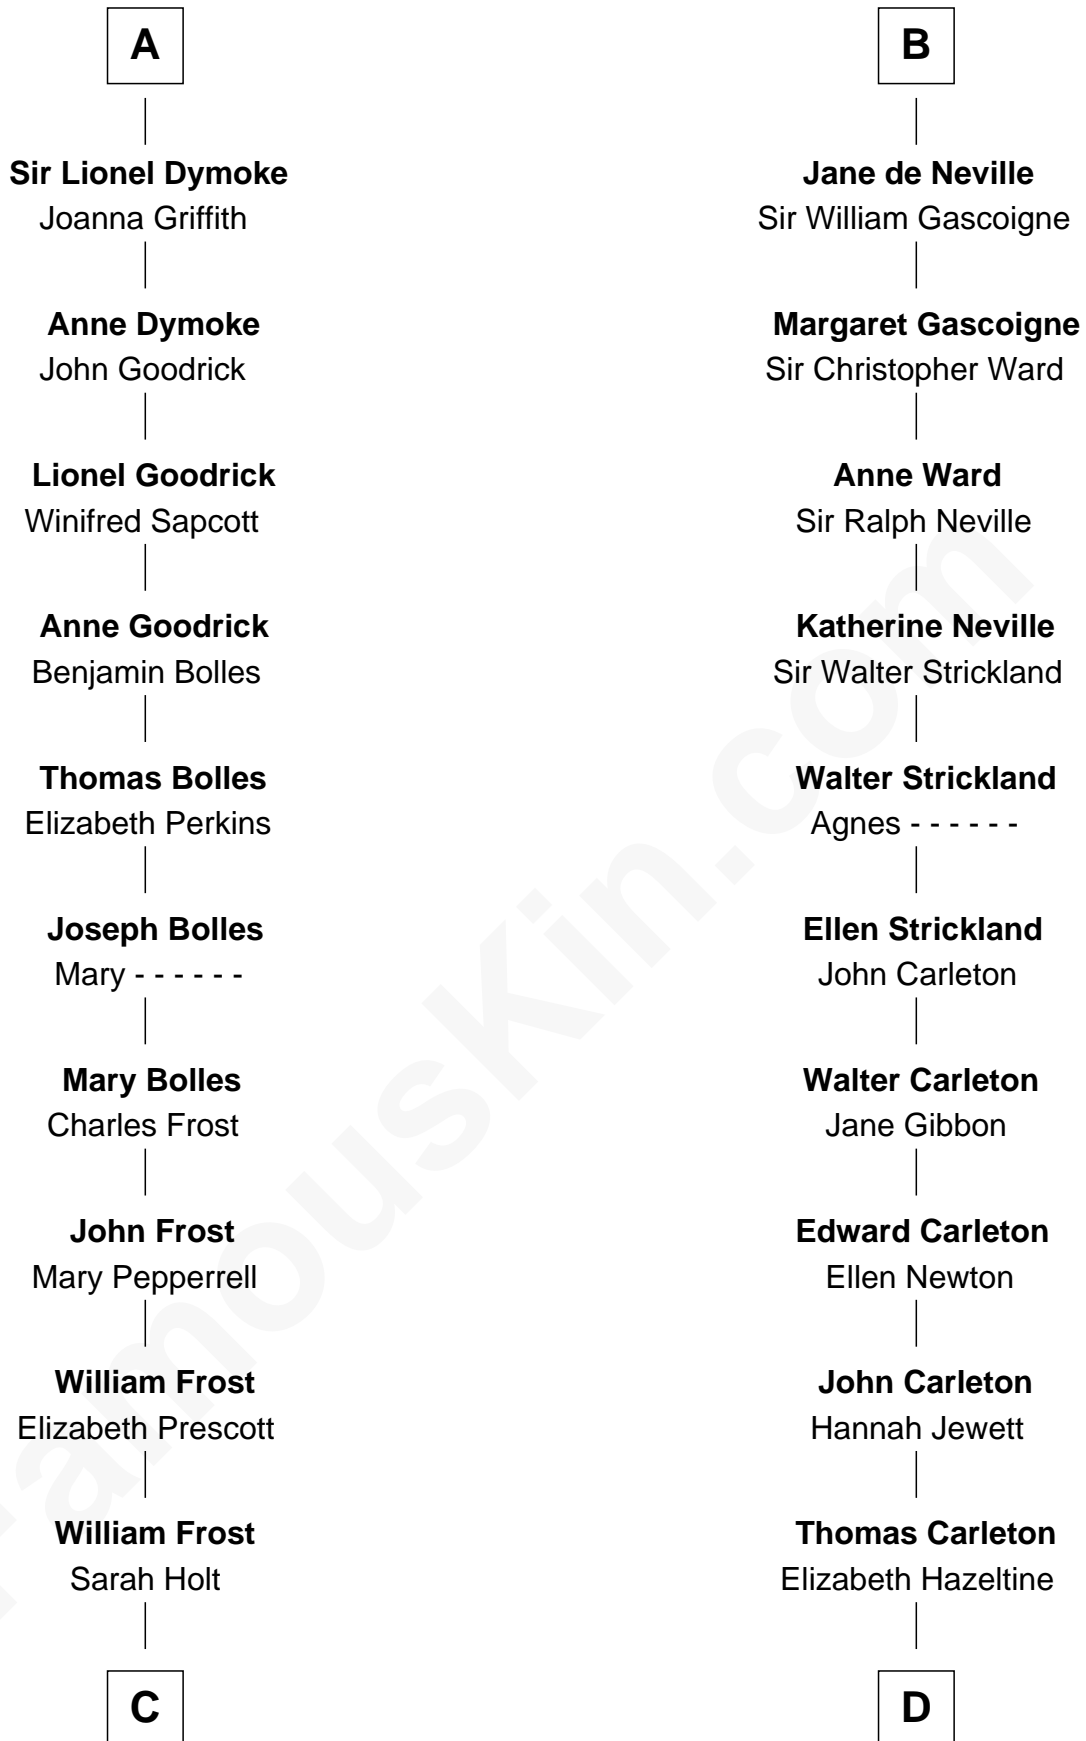 A
Sir Lionel Dymoke
Joanna Griffith
Anne Dymoke
John Goodrick
Lionel Goodrick
Winifred Sapcott
Anne Goodrick
Benjamin Bolles
Thomas Bolles
Elizabeth Perkins
Joseph Bolles
Mary - - - - - -
Mary Bolles
Charles Frost
John Frost
Mary Pepperrell
William Frost
Elizabeth Prescott
William Frost
Sarah Holt
C
B
Jane de Neville
Sir William Gascoigne
Margaret Gascoigne
Sir Christopher Ward
Anne Ward
Sir Ralph Neville
Katherine Neville
Sir Walter Strickland
Walter Strickland
Agnes - - - - - -
Ellen Strickland
John Carleton
Walter Carleton
Jane Gibbon
Edward Carleton
Ellen Newton
John Carleton
Hannah Jewett
Thomas Carleton
Elizabeth Hazeltine
D
FamousKin.com